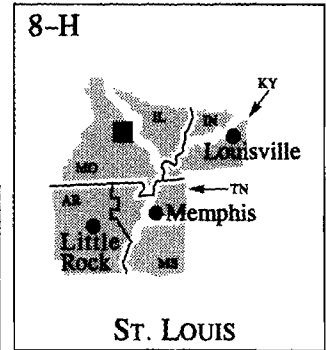 8-H
KY
IL
IN
Louisville
MO
TN
AR
Memphis
Little
Rock
MS
ST. LOUIS